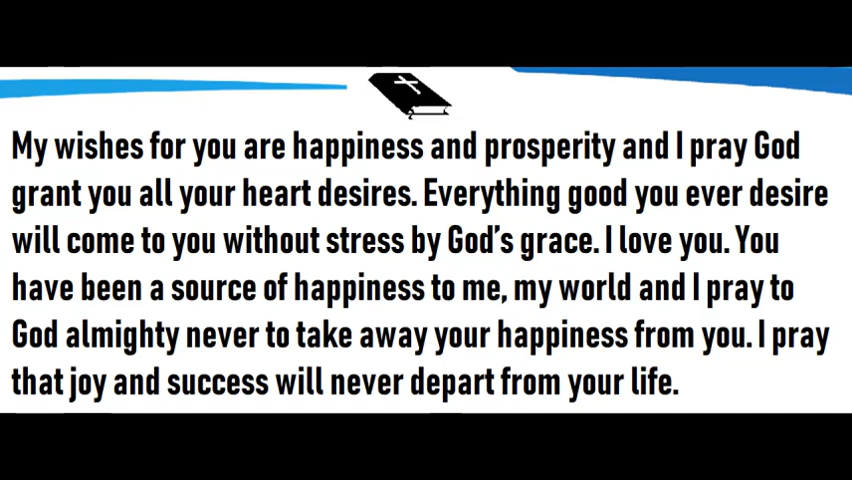 My wishes for you are happiness and prosperity and I pray God
grant you all your heart desires. Everything good you ever desire
will come to you without stress by God’s grace. I love you. You
have been a source of happiness to me, my world and I pray to
God almighty never to take away your happiness from you. I pray
that joy and success will never depart from your life.